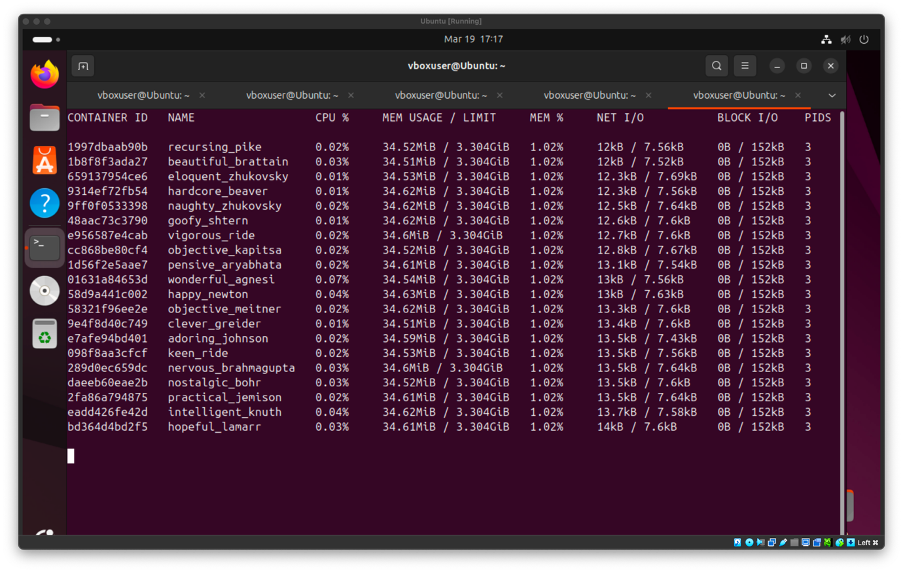 Ubuntu [Running]
Mar 19 17:17
vboxuser@Ubuntu: ~
vboxuser@Ubuntu: ~ × vboxuser@Ubuntu: ~ × vboxuser@Ubuntu: ~ × vboxuser@Ubuntu: ~ × vboxuser@Ubuntu: ~ ×
CONTAINER ID NAME CPU % MEM USAGE / LIMIT MEM % NET I/O BLOCK I/O PIDS
1997dbaab90b recursing_pike 0.02% 34.52MiB / 3.304GiB 1.02% 12kB / 7.56kB 0B / 152kB 3
1b8f8f3ada27 beautiful_brattain 0.03% 34.51MiB / 3.304GiB 1.02% 12kB / 7.52kB 0B / 152kB 3
659137954ce6 eloquent_zhukovsky 0.01% 34.53MiB / 3.304GiB 1.02% 12.3kB / 7.69kB 0B / 152kB 3
9314ef72fb54 hardcore_beaver 0.01% 34.62MiB / 3.304GiB 1.02% 12.3kB / 7.56kB 0B / 152kB 3
9ff0f0533398 naughty_zhukovsky 0.02% 34.62MiB / 3.304GiB 1.02% 12.5kB / 7.64kB 0B / 152kB 3
48aac73c3790 goofy_shtern 0.01% 34.62MiB / 3.304GiB 1.02% 12.6kB / 7.6kB 0B / 152kB 3
e956587e4cab vigorous_ride 0.02% 34.6MiB / 3.304GiB 1.02% 12.7kB / 7.6kB 0B / 152kB 3
cc868be80cf4 objective_kapitsa 0.02% 34.52MiB / 3.304GiB 1.02% 12.8kB / 7.67kB 0B / 152kB 3
1d56f2e5aae7 pensive_aryabhata 0.02% 34.61MiB / 3.304GiB 1.02% 13.1kB / 7.54kB 0B / 152kB 3
01631a84653d wonderful_agnesi 0.07% 34.54MiB / 3.304GiB 1.02% 13kB / 7.56kB 0B / 152kB 3
58d9a441c002 happy_newton 0.04% 34.63MiB / 3.304GiB 1.02% 13kB / 7.63kB 0B / 152kB 3
58321f96ee2e objective_meitner 0.02% 34.62MiB / 3.304GiB 1.02% 13.3kB / 7.6kB 0B / 152kB 3
9e4f8d40c749 clever_greider 0.01% 34.51MiB / 3.304GiB 1.02% 13.4kB / 7.6kB 0B / 152kB 3
e7afe94bd401 adoring_johnson 0.02% 34.59MiB / 3.304GiB 1.02% 13.5kB / 7.43kB 0B / 152kB 3
098f8aa3cfcf keen_ride 0.02% 34.53MiB / 3.304GiB 1.02% 13.5kB / 7.56kB 0B / 152kB 3
289d0ec659dc nervous_brahmagupta 0.03% 34.6MiB / 3.304GiB 1.02% 13.5kB / 7.64kB 0B / 152kB 3
daeeb60eae2b nostalgic_bohr 0.03% 34.52MiB / 3.304GiB 1.02% 13.5kB / 7.6kB 0B / 152kB 3
2fa86a794875 practical_jemison 0.02% 34.61MiB / 3.304GiB 1.02% 13.5kB / 7.64kB 0B / 152kB 3
eadd426fe42d intelligent_knuth 0.04% 34.62MiB / 3.304GiB 1.02% 13.7kB / 7.58kB 0B / 152kB 3
bd364d4bd2f5 hopeful_lamarr 0.03% 34.61MiB / 3.304GiB 1.02% 14kB / 7.6kB 0B / 152kB 3
Left ⌘